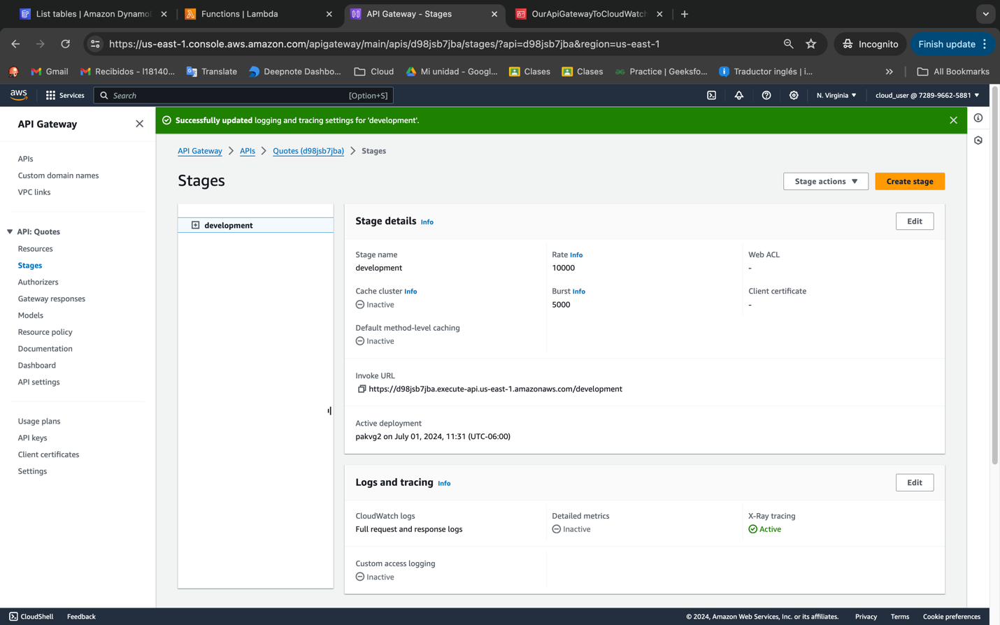 List tables | Amazon Dynamo
Functions | Lambda
API Gateway - Stages
OurApiGatewayToCloudWatch
https://us-east-1.console.aws.amazon.com/apigateway/main/apis/d98jsb7jba/stages/?api=d98jsb7jba&region=us-east-1
Incognito
Finish update
Gmail
Recibidos - l18140...
Translate
Deepnote Dashbo...
Cloud
Mi unidad - Googl...
Clases
Clases
Practice | Geeksfo...
Traductor inglés | i...
All Bookmarks
aws
Services
Search
[Option+S]
N. Virginia
cloud_user @ 7289-9662-5881
API Gateway
Successfully updated logging and tracing settings for 'development'.
APIs
Custom domain names
VPC links
API: Quotes
Resources
Stages
Authorizers
Gateway responses
Models
Resource policy
Documentation
Dashboard
API settings
Usage plans
API keys
Client certificates
Settings
API Gateway
APIs
Quotes (d98jsb7jba)
Stages
Stages
Stage actions
Create stage
development
Stage details Info
Edit
Stage name
development
Rate Info
10000
Web ACL
-
Cache cluster Info
Inactive
Burst Info
5000
Client certificate
-
Default method-level caching
Inactive
Invoke URL
https://d98jsb7jba.execute-api.us-east-1.amazonaws.com/development
Active deployment
pakvg2 on July 01, 2024, 11:31 (UTC-06:00)
Logs and tracing Info
Edit
CloudWatch logs
Full request and response logs
Detailed metrics
Inactive
X-Ray tracing
Active
Custom access logging
Inactive
CloudShell
Feedback
© 2024, Amazon Web Services, Inc. or its affiliates.
Privacy
Terms
Cookie preferences